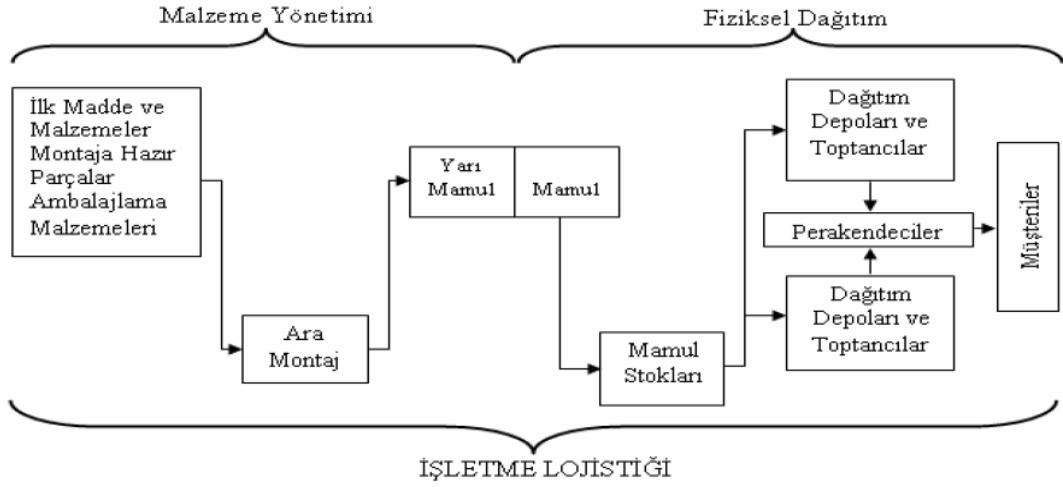 Malzeme Yönetimi
Fiziksel Dağıtım
İlk Madde ve
Malzemeler
Montaja Hazır
Parçalar
Ambalajlama
Malzemeleri
Ara
Montaj
Yarı
Mamul
Mamul
Mamul
Stokları
Dağıtım
Depoları ve
Toptancılar
Perakendeciler
Dağıtım
Depoları ve
Toptancılar
Müşteriler
İŞLETME LOJİSTİĞİ